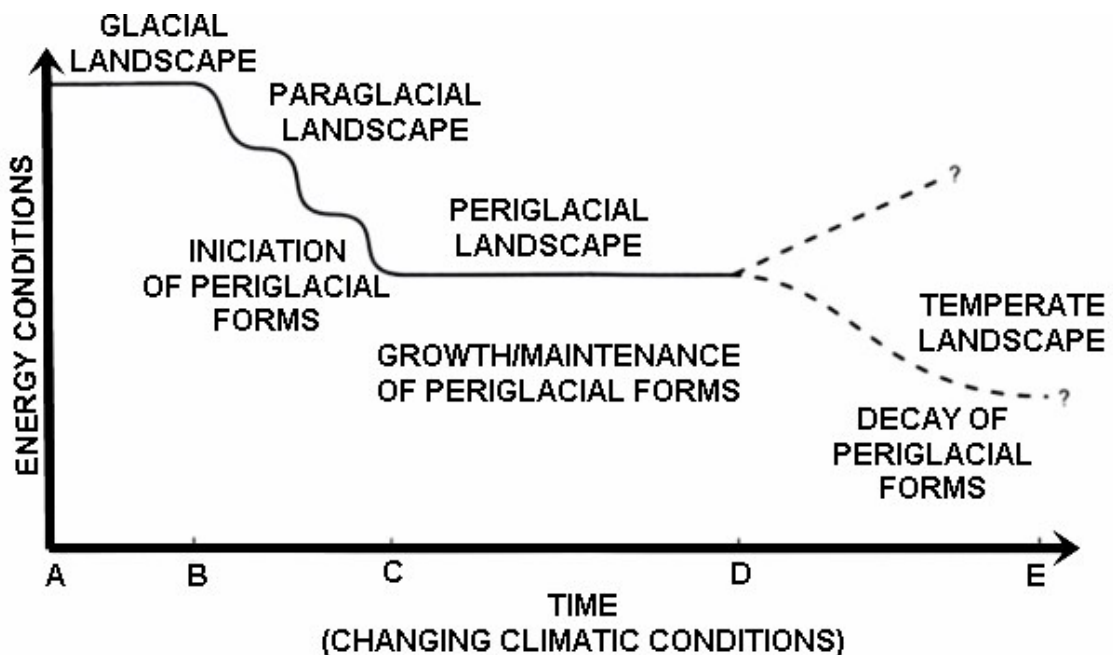 GLACIAL
LANDSCAPE
PARAGLACIAL
LANDSCAPE
?
PERIGLACIAL
LANDSCAPE
INICIATION
OF PERIGLACIAL
FORMS
TEMPERATE
LANDSCAPE
GROWTH/MAINTENANCE
OF PERIGLACIAL FORMS
?
DECAY OF
PERIGLACIAL
FORMS
ENERGY CONDITIONS
A B C D E
TIME
(CHANGING CLIMATIC CONDITIONS)